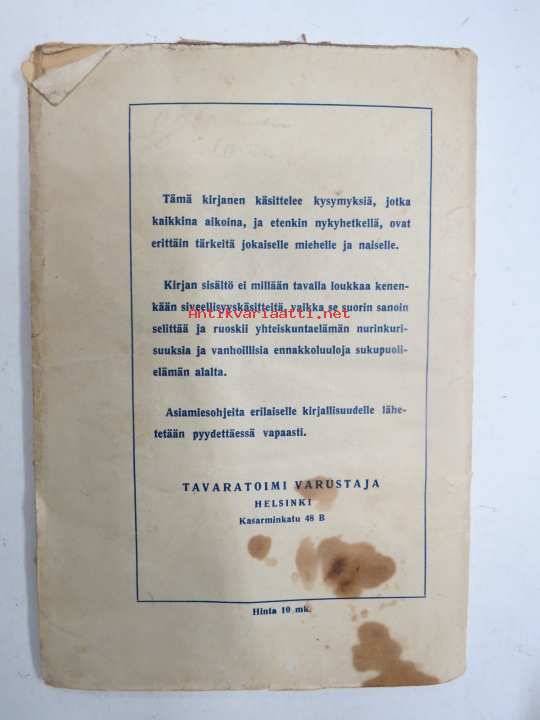 Tämä kirjanen käsittelee kysymyksiä, jotka
kaikkina aikoina, ja etenkin nykyhetkellä, ovat
erittäin tärkeitä jokaiselle miehelle ja naiselle.
Kirjan sisältö ei millään tavalla loukkaa kenen-
kään siveellisyyskäsitteitä, vaikka se suorin sanoin
Antikvariaatti.net
selittää ja ruoskii yhteiskuntaelämän nurinkuri-
suuksia ja vanhoillisia ennakkoluuloja sukupuoli-
elämän alalta.
Asiamiesohjeita erilaiselle kirjallisuudelle lähe-
tetään pyydettäessä vapaasti.
TAVARATOIMI VARUSTAJA
HELSINKI
Kasarminkatu 48 B
Hinta 10 mk.